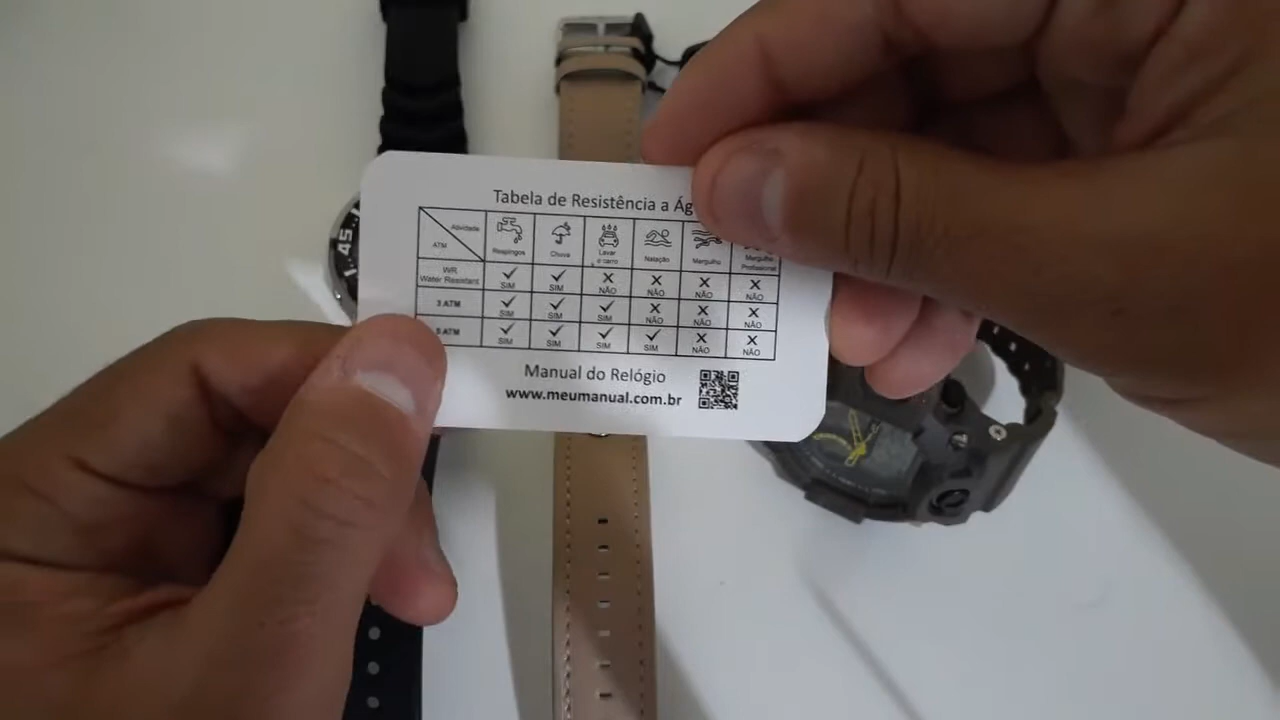 Tabela de Resistência a Ág
Atividade
ATM
Respingos
Chuva
Lavar o carro
Natação
Mergulho
Mergulho Profissional
WR Water Resistant SIM SIM NÃO NÃO NÃO NÃO
3 ATM SIM SIM SIM NÃO NÃO NÃO
5 ATM SIM SIM SIM SIM NÃO NÃO
Manual do Relógio
www.meumanual.com.br
45